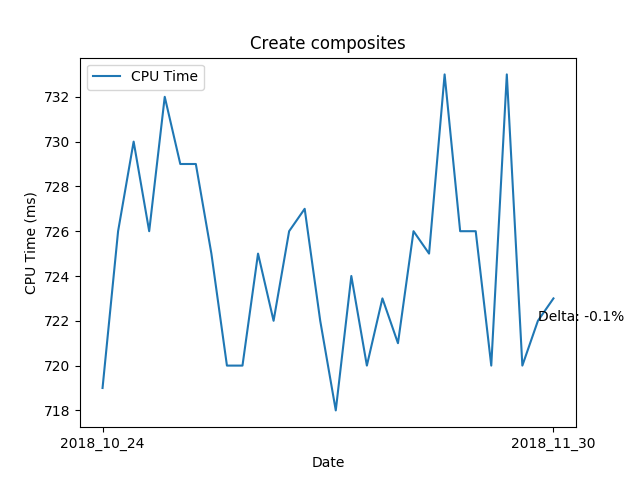 Create composites
CPU Time
732
730
728
726
724
722
720
718
CPU Time (ms)
Delta: -0.1%
2018_10_24
2018_11_30
Date